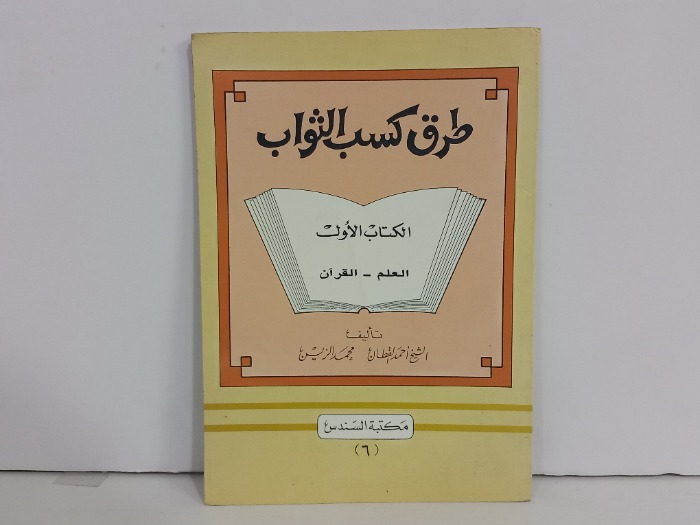 طرق كسب الثواب
الكتاب الأول
العلم - القرآن
تأليف
الشيخ أحمد القطان محمد الزين
مكتبة السندس
(٦)